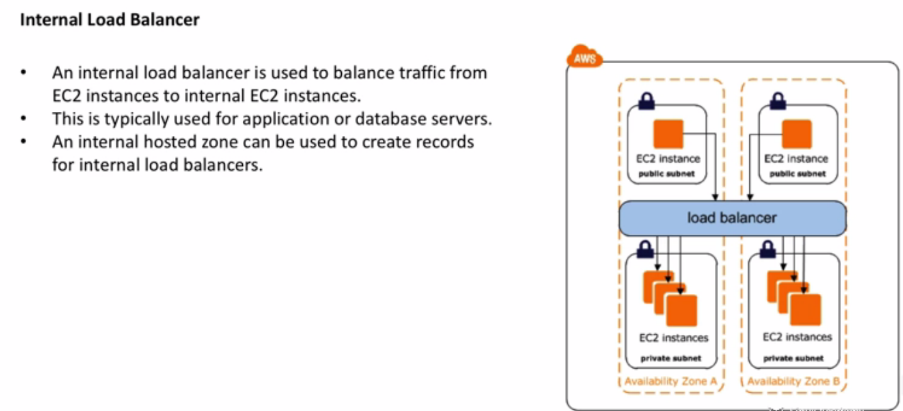 Internal Load Balancer
• An internal load balancer is used to balance traffic from
EC2 instances to internal EC2 instances.
• This is typically used for application or database servers.
• An internal hosted zone can be used to create records
for internal load balancers.
AWS
EC2 instance
public subnet
EC2 instance
public subnet
load balancer
EC2 instances
private subnet
EC2 instances
private subnet
Availability Zone A
Availability Zone B